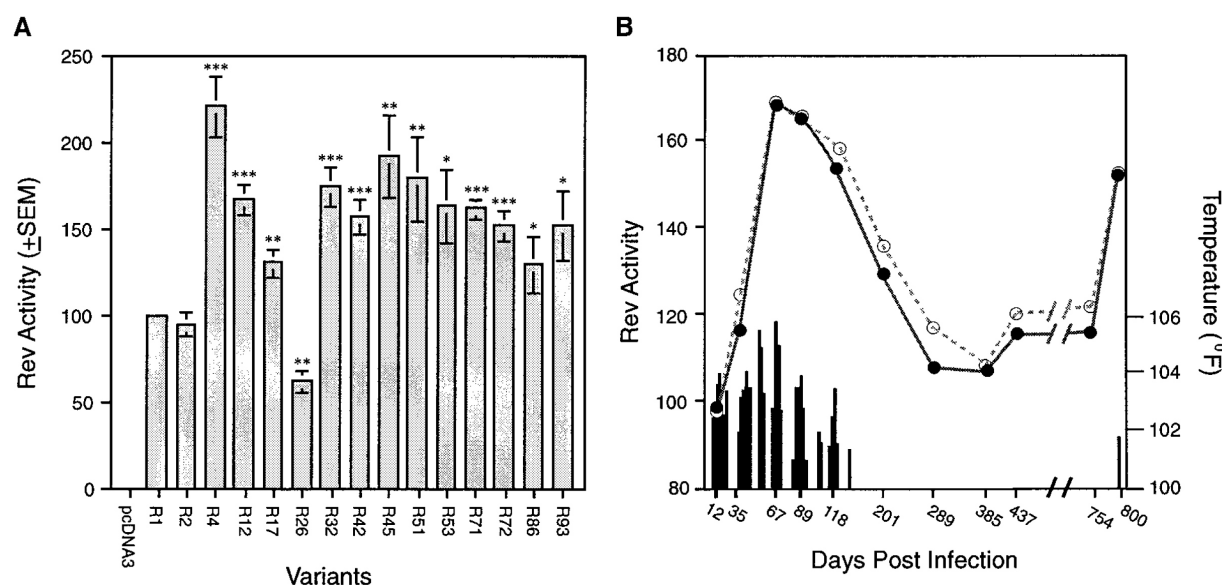 A
250
200
150
100
50
0
Rev Activity (±SEM)
***
***
**
**
***
***
**
**
*
***
***
*
*
pcDNA3
R1
R2
R4
R12
R17
R26
R32
R42
R45
R51
R53
R71
R72
R86
R93
Variants
B
180
160
140
120
100
80
Rev Activity
106
104
102
100
Temperature (°F)
12
35
67
89
118
201
289
385
437
754
800
Days Post Infection